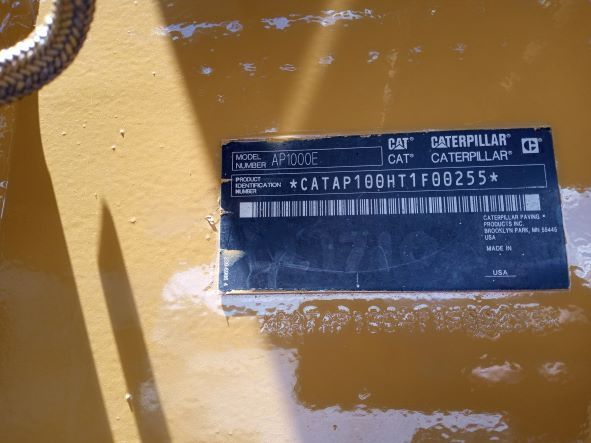 MODEL NUMBER AP1000E
CAT® CATERPILLAR®
CAT® CATERPILLAR®
PRODUCT IDENTIFICATION NUMBER *CATAP100HT1F00255*
CATERPILLAR PAVING
PRODUCTS INC.
BROOKLYN PARK, MN 55445
USA
MADE IN
USA